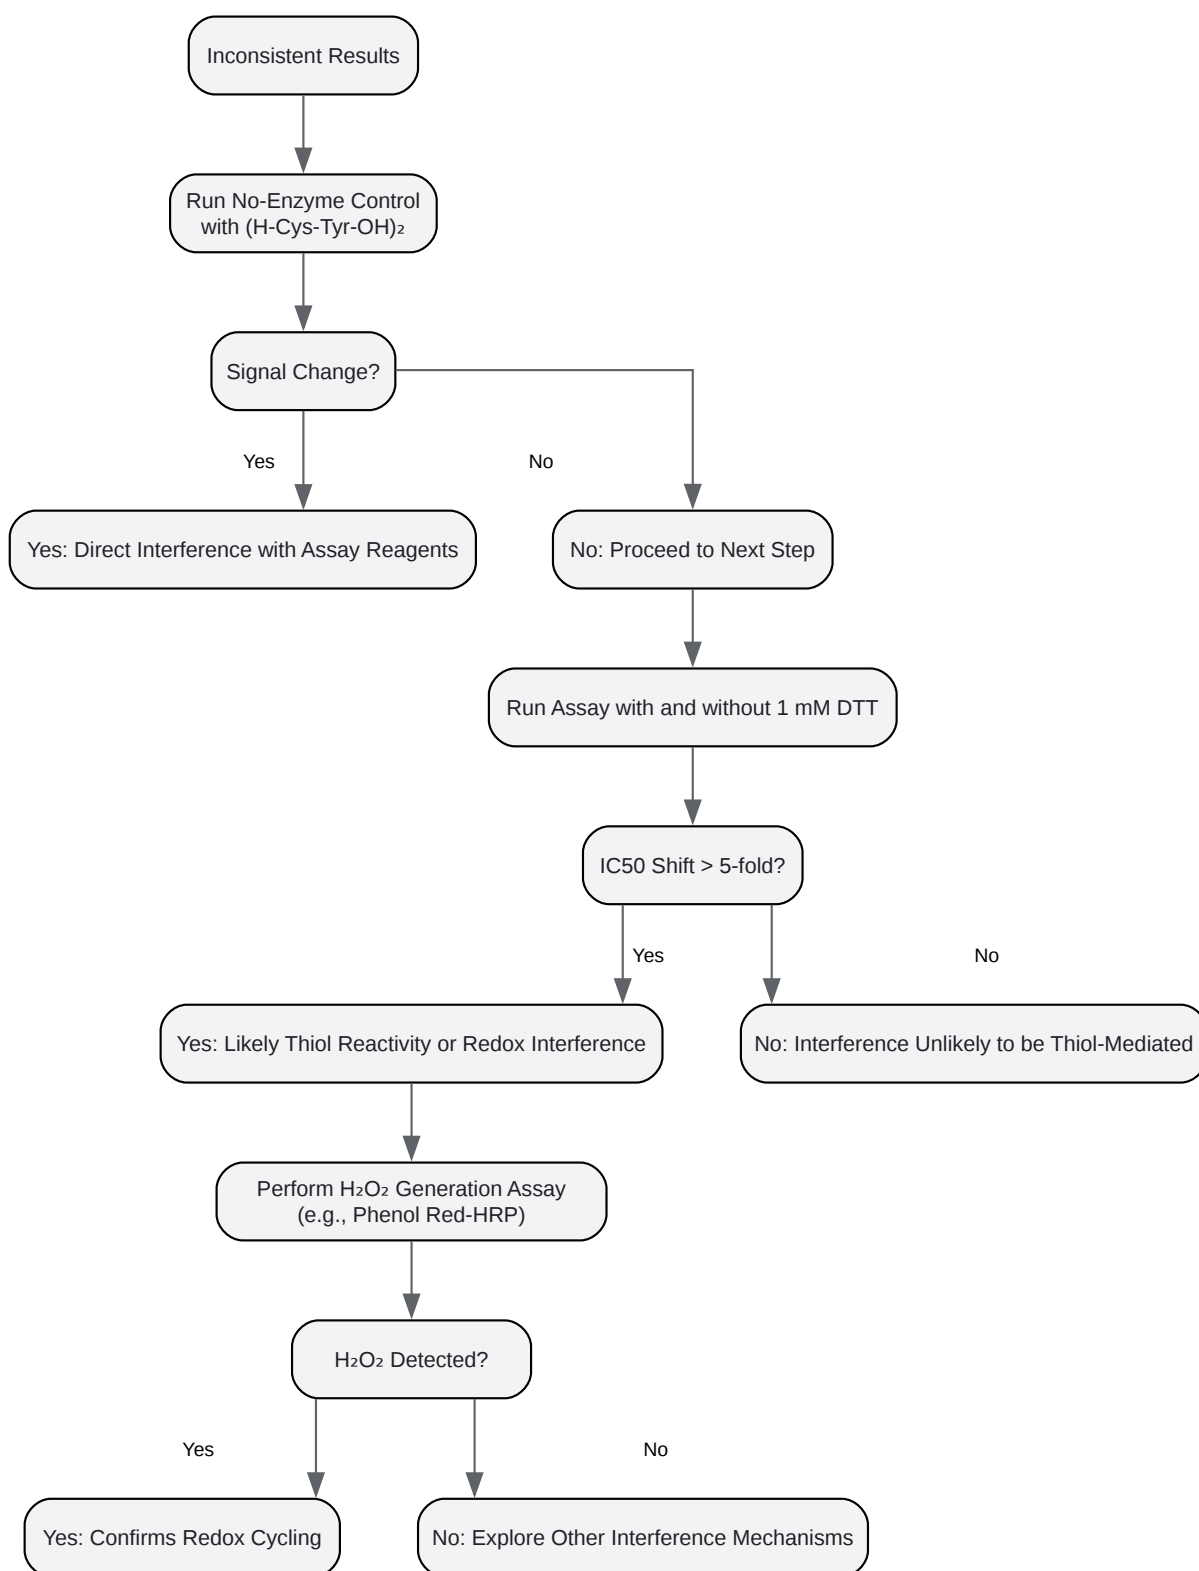 Inconsistent Results
Run No-Enzyme Control
with (H-Cys-Tyr-OH)₂
Signal Change?
Yes
No
Yes: Direct Interference with Assay Reagents
No: Proceed to Next Step
Run Assay with and without 1 mM DTT
IC50 Shift > 5-fold?
Yes
No
Yes: Likely Thiol Reactivity or Redox Interference
No: Interference Unlikely to be Thiol-Mediated
Perform H₂O₂ Generation Assay
(e.g., Phenol Red-HRP)
H₂O₂ Detected?
Yes
No
Yes: Confirms Redox Cycling
No: Explore Other Interference Mechanisms